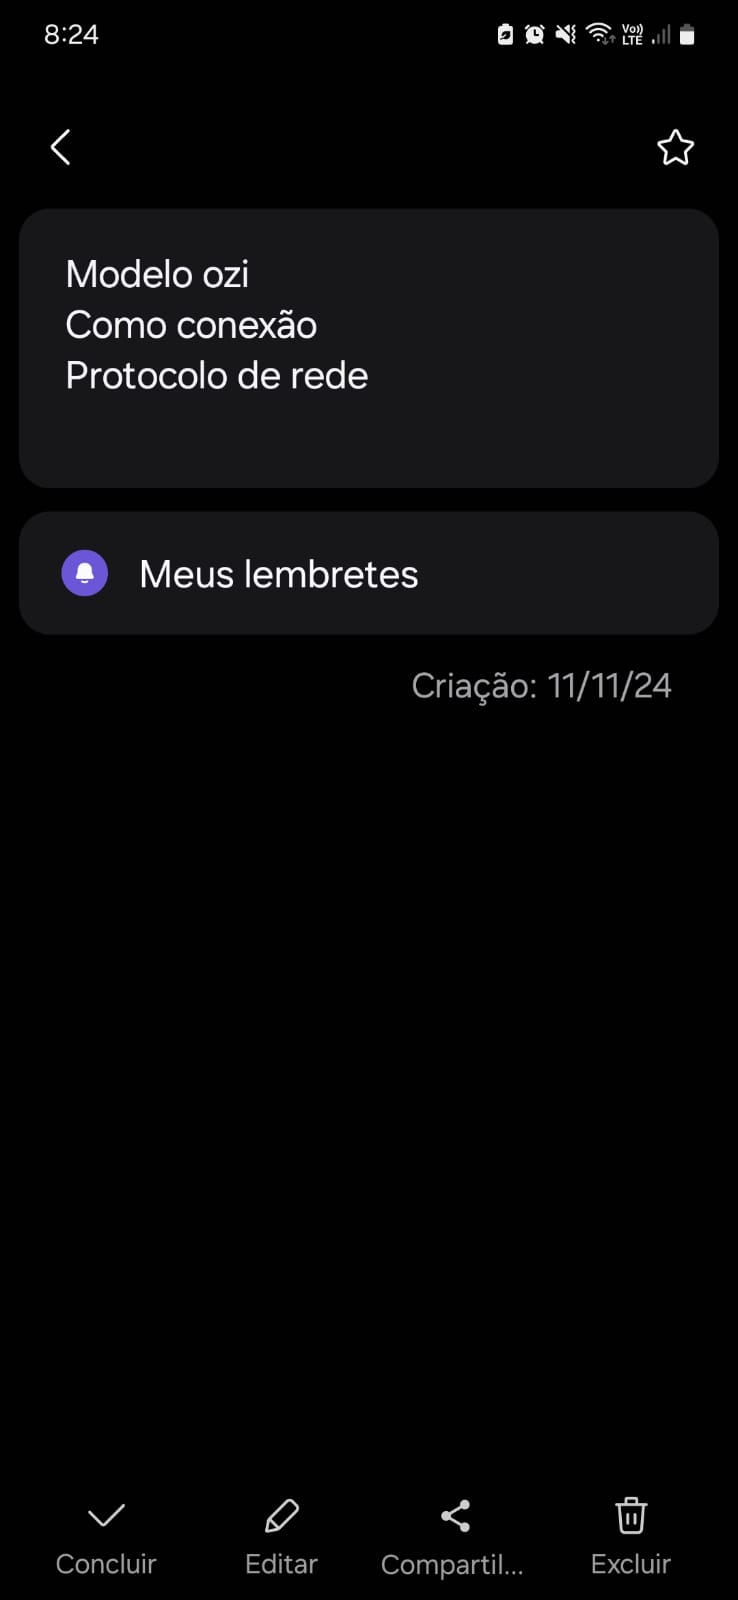 8:24
Vo))
LTE
Modelo ozi
Como conexão
Protocolo de rede
Meus lembretes
Criação: 11/11/24
Concluir
Editar
Compartil...
Excluir